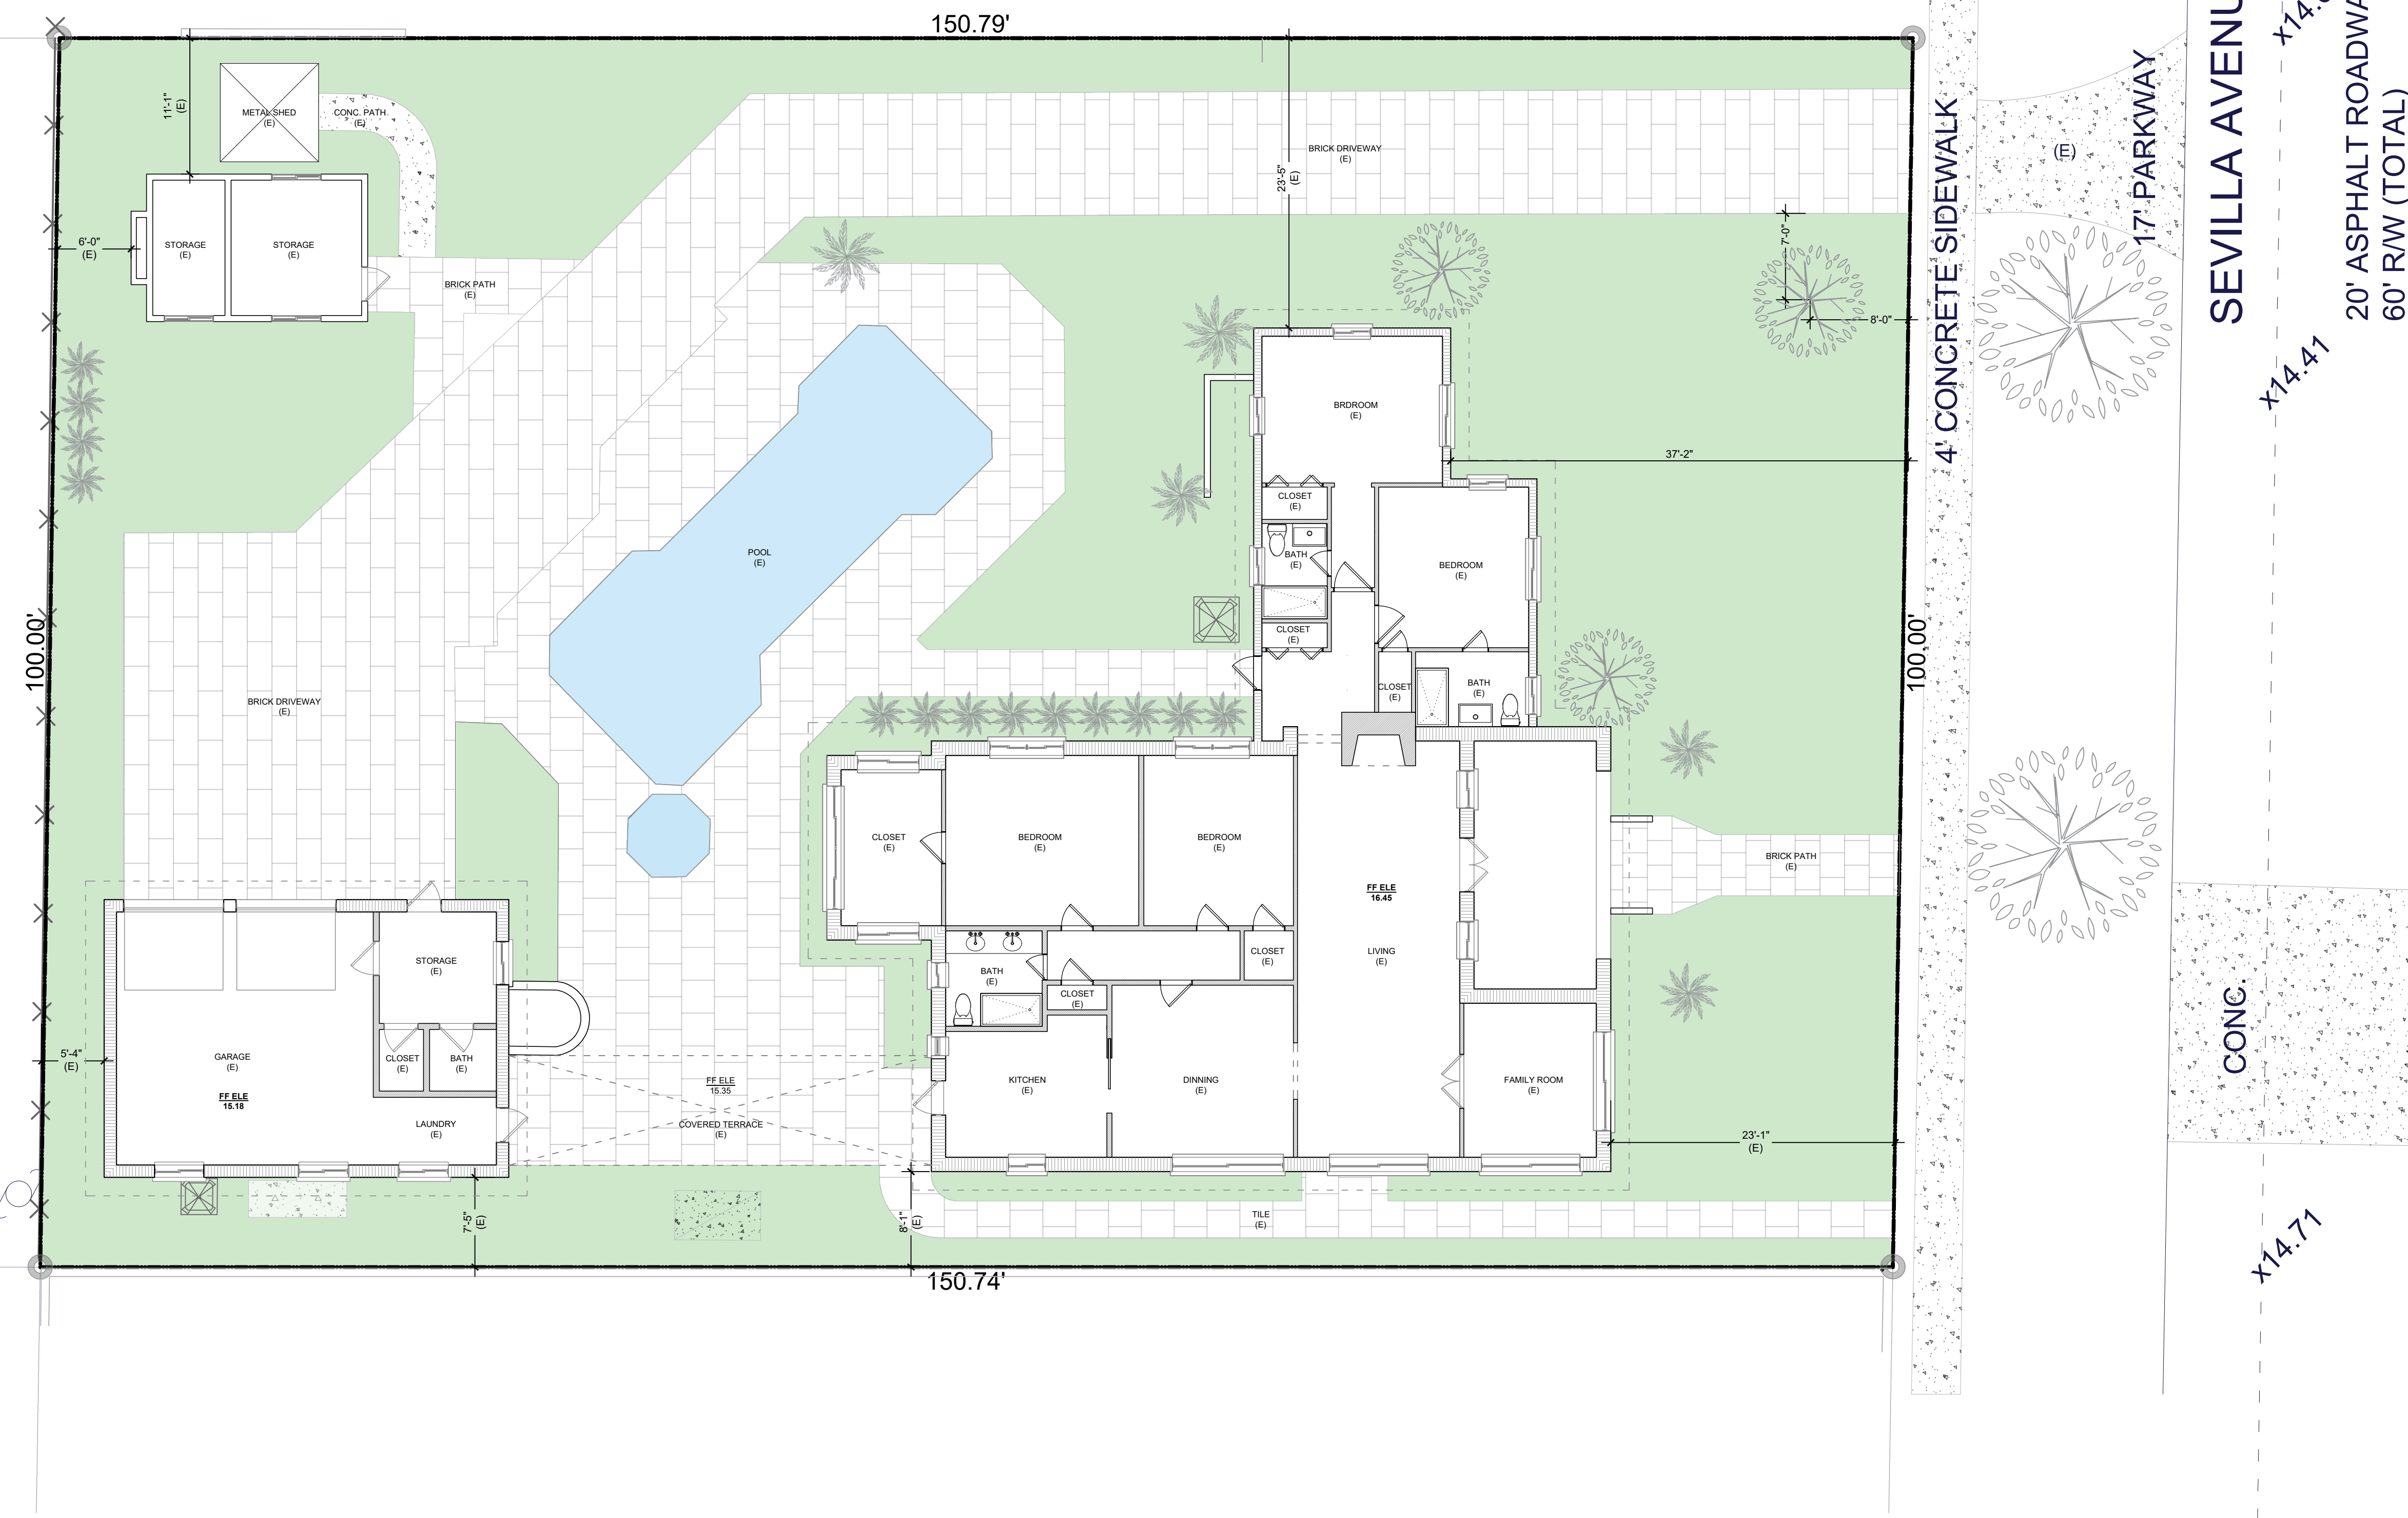 150.79'
11'-1"
(E)
METAL SHED
(E)
CONC. PATH
(E)
23'-5"
(E)
BRICK DRIVEWAY
(E)
4' CONCRETE SIDEWALK
(E)
17' PARKWAY
SEVILLA AVENU
20' ASPHALT ROADWA
60' R/W (TOTAL)
x14.41
6'-0"
(E)
STORAGE
(E)
STORAGE
(E)
BRICK PATH
(E)
7'-0"
8'-0"
BRDROOM
(E)
37'-2"
CLOSET
(E)
BATH
(E)
BEDROOM
(E)
POOL
(E)
CLOSET
(E)
CLOSET
(E)
BATH
(E)
100.00'
100.00'
BRICK DRIVEWAY
(E)
CLOSET
(E)
BEDROOM
(E)
BEDROOM
(E)
FF ELE
16.45
BRICK PATH
(E)
STORAGE
(E)
BATH
(E)
CLOSET
(E)
CLOSET
(E)
LIVING
(E)
CONC.
5'-4"
(E)
GARAGE
(E)
FF ELE
15.18
CLOSET
(E)
BATH
(E)
LAUNDRY
(E)
FF ELE
15.35
COVERED TERRACE
(E)
KITCHEN
(E)
DINNING
(E)
FAMILY ROOM
(E)
23'-1"
(E)
7'-5"
(E)
8'-1"
(E)
TILE
(E)
x14.71
150.74'